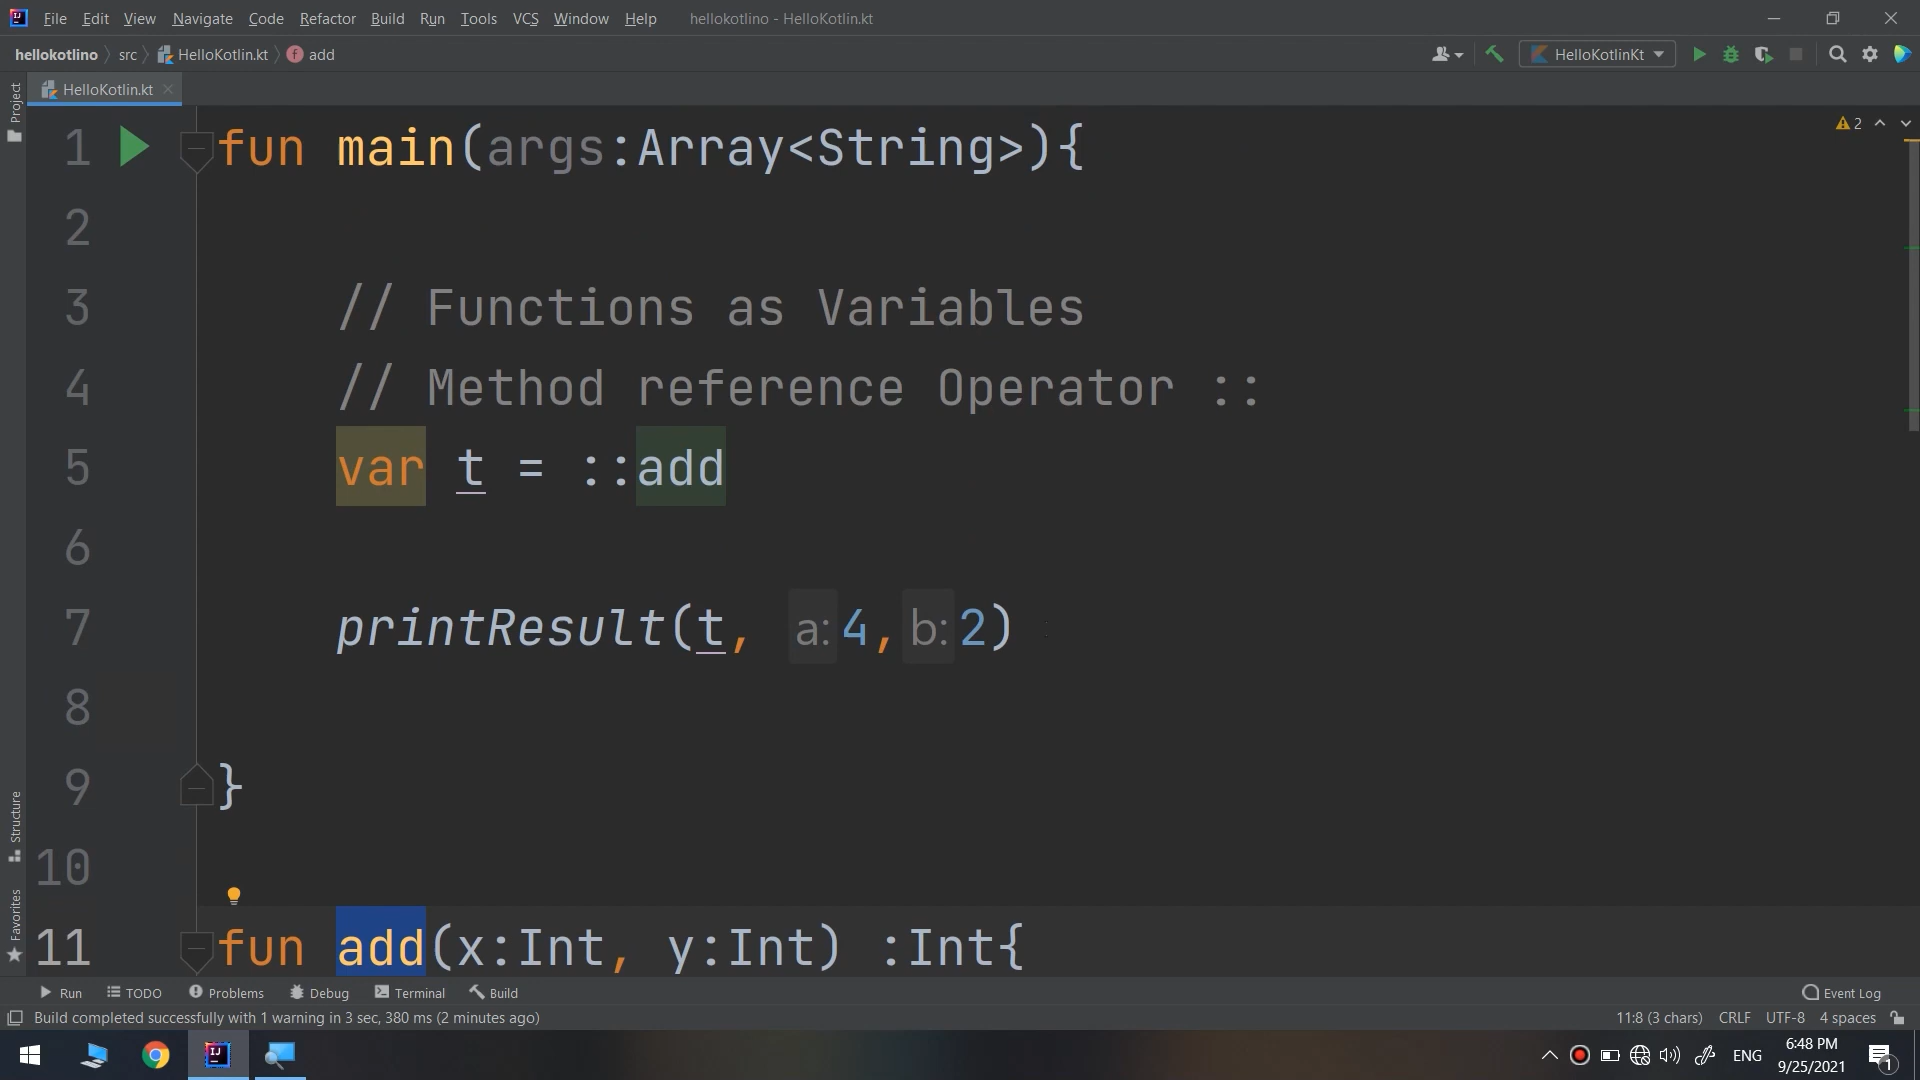 File Edit View Navigate Code Refactor Build Run Tools VCS Window Help hellokotlino - HelloKotlin.kt
hellokotlino src HelloKotlin.kt f add HelloKotlinKt
HelloKotlin.kt
Project
2
1 fun main(args:Array<String>){
2
3 // Functions as Variables
4 // Method reference Operator ::
5 var t = ::add
6
7 printResult(t, a: 4, b: 2)
8
9 }
10
11 fun add(x:Int, y:Int) :Int{
Structure
Favorites
Run TODO Problems Debug Terminal Build Event Log
Build completed successfully with 1 warning in 3 sec, 380 ms (2 minutes ago) 11:8 (3 chars) CRLF UTF-8 4 spaces
ENG 6:48 PM
9/25/2021
1